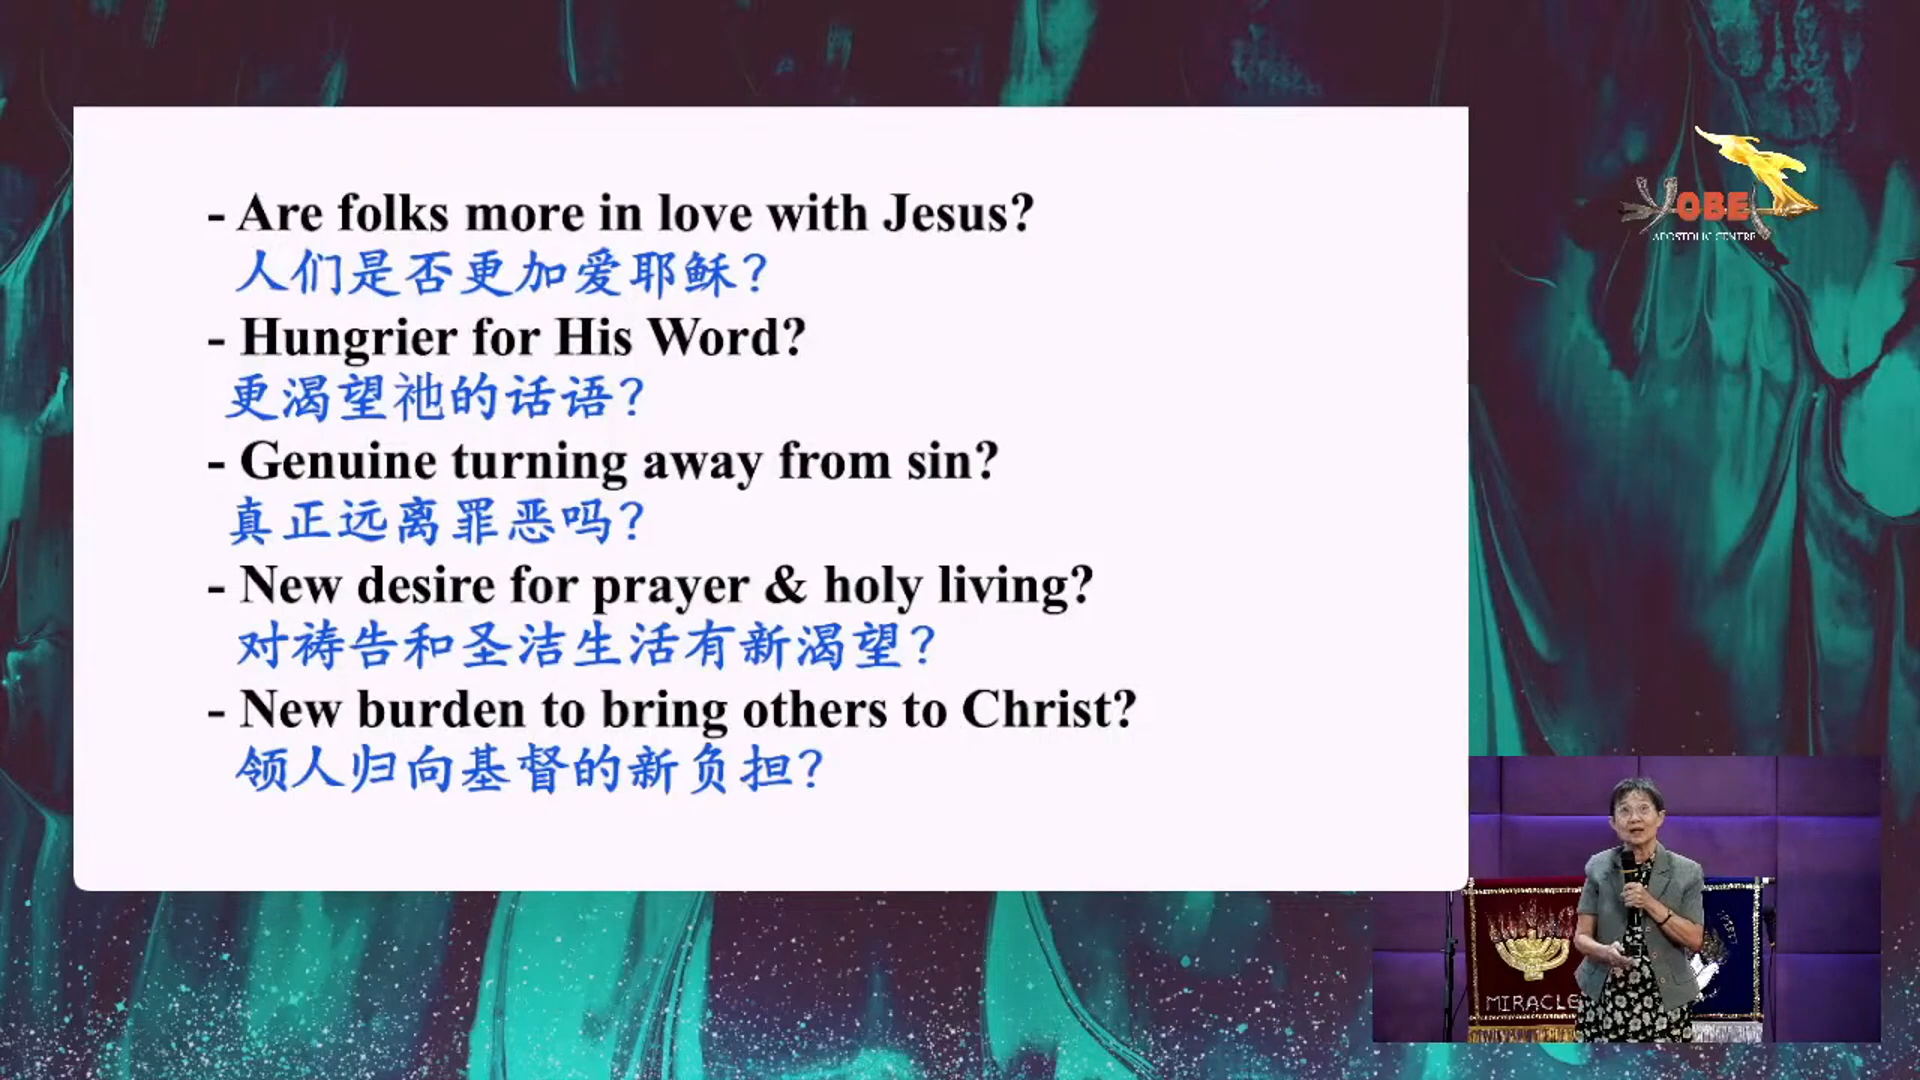 - Are folks more in love with Jesus?
人们是否更加爱耶稣？
- Hungrier for His Word?
更渴望祂的话语？
- Genuine turning away from sin?
真正远离罪恶吗？
- New desire for prayer & holy living?
对祷告和圣洁生活有新渴望？
- New burden to bring others to Christ?
领人归向基督的新负担？
YOBEL
APOSTOLIC CENTRE
MIRACLE